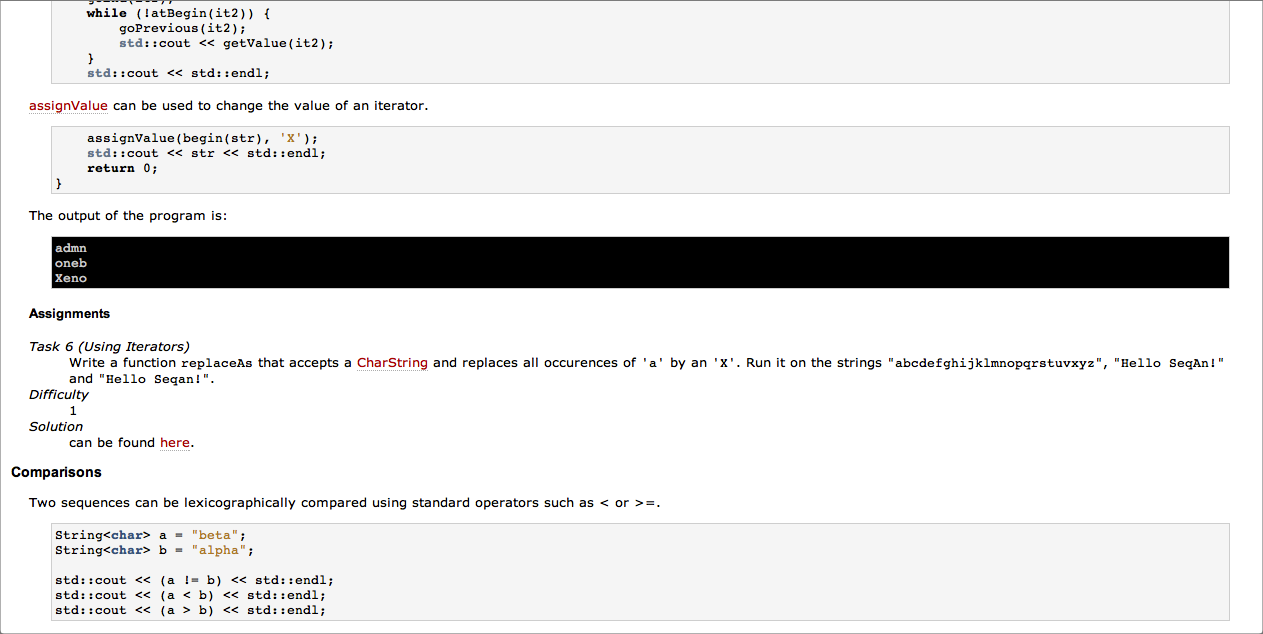 while (!atBegin(it2)) {
goPrevious(it2);
std::cout << getValue(it2);
}
std::cout << std::endl;
assignValue can be used to change the value of an iterator.
assignValue(begin(str), 'X');
std::cout << str << std::endl;
return 0;
}
The output of the program is:
admn
oneb
Xeno
Assignments
Task 6 (Using Iterators)
Write a function replaceAs that accepts a CharString and replaces all occurences of 'a' by an 'X'. Run it on the strings "abcdefghijklmnopqrstuvxyz", "Hello SeqAn!"
and "Hello Seqan!".
Difficulty
1
Solution
can be found here.
Comparisons
Two sequences can be lexicographically compared using standard operators such as < or >=.
String<char> a = "beta";
String<char> b = "alpha";
std::cout << (a != b) << std::endl;
std::cout << (a < b) << std::endl;
std::cout << (a > b) << std::endl;